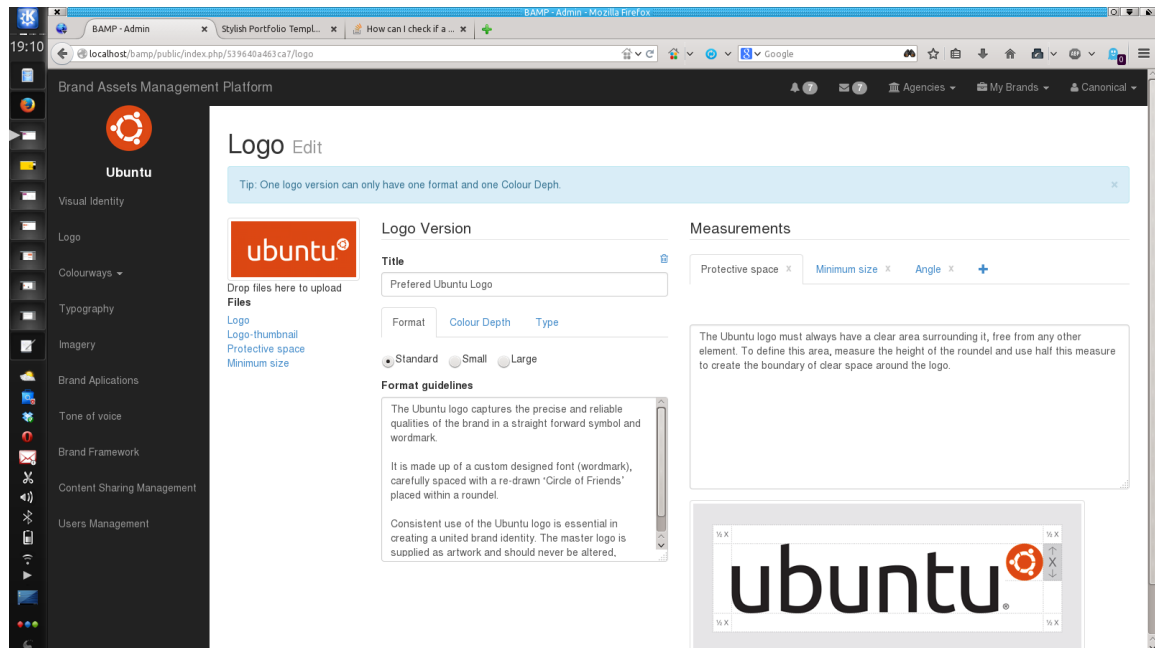 BAMP - Admin - Mozilla Firefox
BAMP - Admin
Stylish Portfolio Templ...
How can I check if a ...
19:10
localhost/bamp/public/index.php/539640a463ca7/logo
Google
0
Brand Assets Management Platform
7
7
Agencies
My Brands
Canonical
Ubuntu
Visual Identity
Logo
Colourways
Typography
Imagery
Brand Aplications
Tone of voice
Brand Framework
Content Sharing Management
Users Management
Logo Edit
Tip: One logo version can only have one format and one Colour Deph.
×
ubuntu
Drop files here to upload
Files
Logo
Logo-thumbnail
Protective space
Minimum size
Logo Version
Title
Prefered Ubuntu Logo
Format
Colour Depth
Type
Standard
Small
Large
Format guidelines
The Ubuntu logo captures the precise and reliable
qualities of the brand in a straight forward symbol and
wordmark.
It is made up of a custom designed font (wordmark),
carefully spaced with a re-drawn ‘Circle of Friends’
placed within a roundel.
Consistent use of the Ubuntu logo is essential in
creating a united brand identity. The master logo is
supplied as artwork and should never be altered,
Measurements
Protective space x
Minimum size x
Angle x
The Ubuntu logo must always have a clear area surrounding it, free from any other
element. To define this area, measure the height of the roundel and use half this measure
to create the boundary of clear space around the logo.
½ X
½ X
X
ubuntu®
½ X
½ X